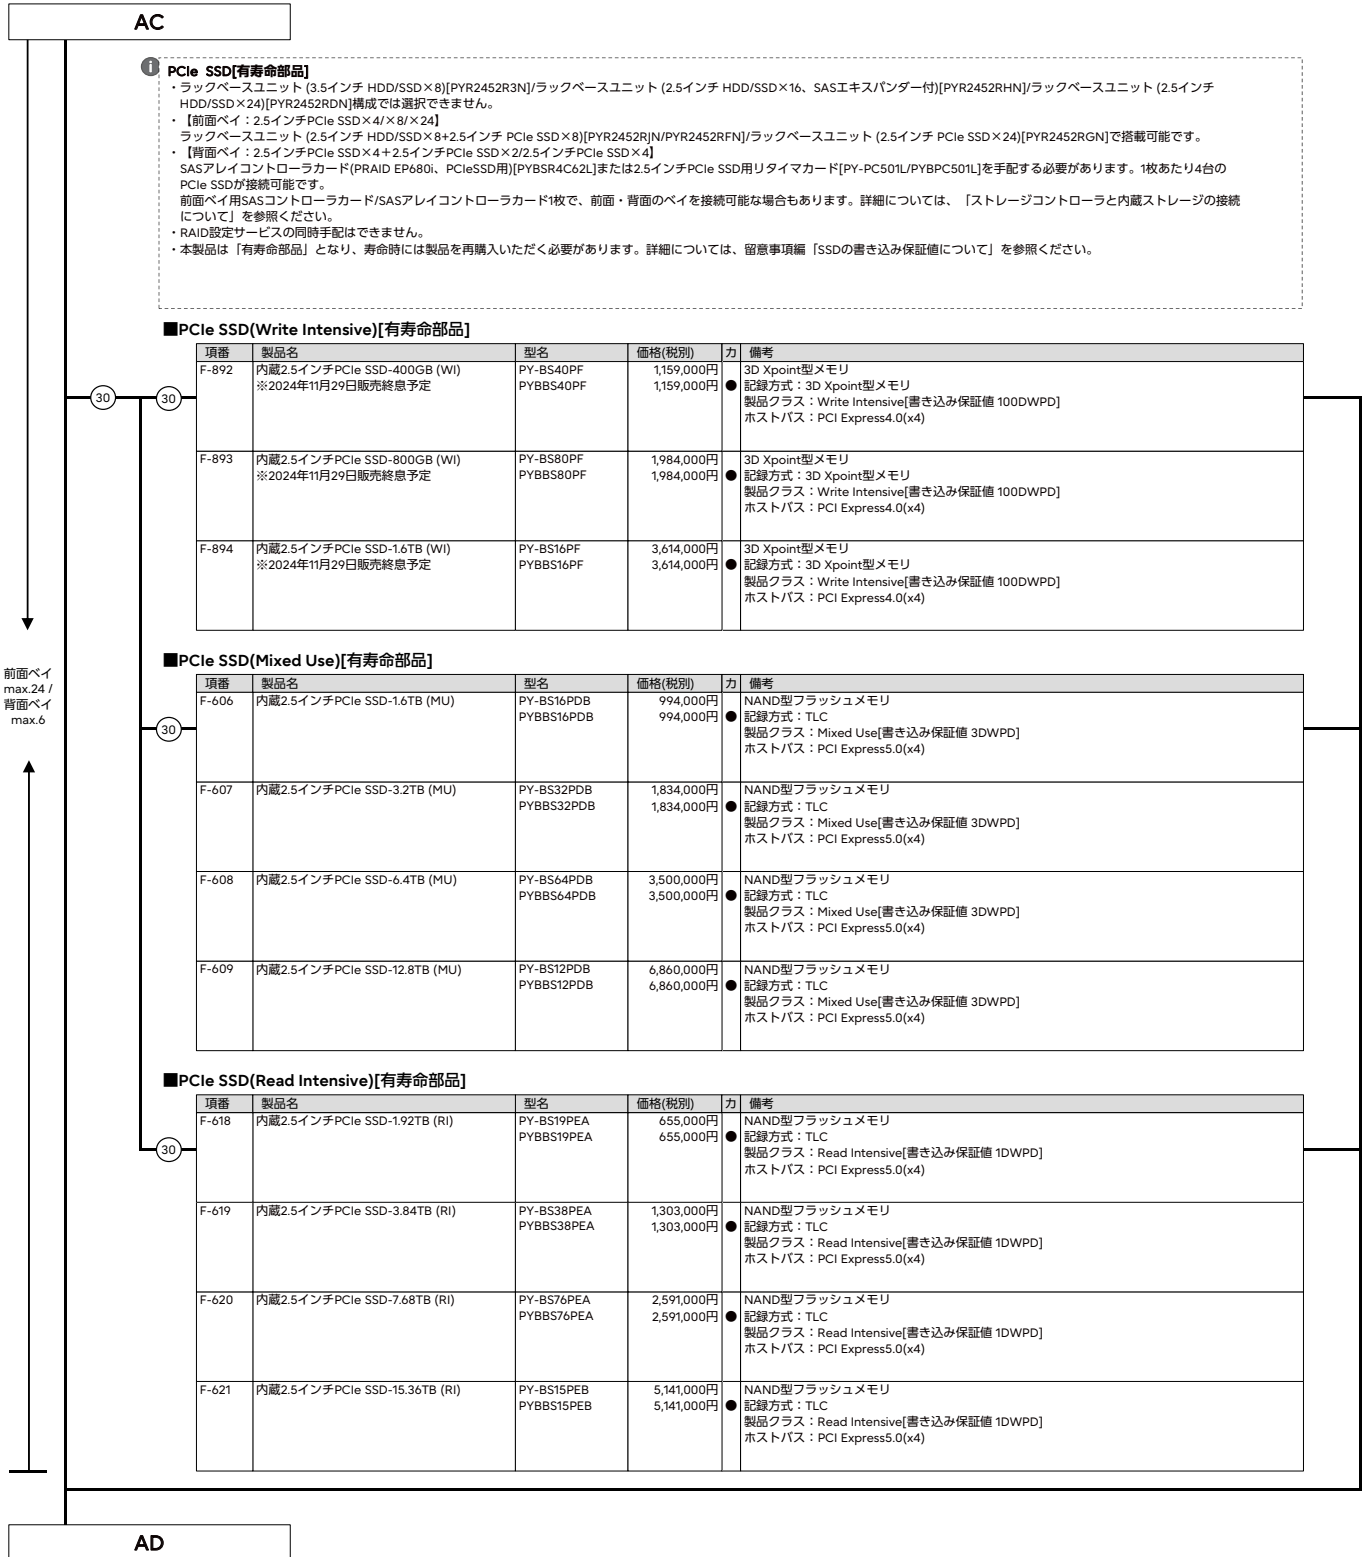 AC
PCIe SSD[有寿命部品]
・ラックベースユニット (3.5インチ HDD/SSD×8)[PYR2452R3N]/ラックベースユニット (2.5インチ HDD/SSD×16、SASエキスパンダー付)[PYR2452RHN]/ラックベースユニット (2.5インチ
HDD/SSD×24)[PYR2452RDN]構成では選択できません。
・【前面ベイ：2.5インチPCIe SSD×4/×8/×24】
ラックベースユニット (2.5インチ HDD/SSD×8+2.5インチ PCIe SSD×8)[PYR2452RJN/PYR2452RFN]/ラックベースユニット (2.5インチ PCIe SSD×24)[PYR2452RGN]で搭載可能です。
・【背面ベイ：2.5インチPCIe SSD×4＋2.5インチPCIe SSD×2/2.5インチPCIe SSD×4】
SASアレイコントローラカード(PRAID EP680i、PCIeSSD用)[PYBSR4C62L]または2.5インチPCIe SSD用リタイマカード[PY-PC501L/PYBPC501L]を手配する必要があります。1枚あたり4台の
PCIe SSDが接続可能です。
前面ベイ用SASコントローラカード/SASアレイコントローラカード1枚で、前面・背面のベイを接続可能な場合もあります。詳細については、「ストレージコントローラと内蔵ストレージの接続
について」を参照ください。
・RAID設定サービスの同時手配はできません。
・本製品は「有寿命部品」となり、寿命時には製品を再購入いただく必要があります。詳細については、留意事項編「SSDの書き込み保証値について」を参照ください。
■PCIe SSD(Write Intensive)[有寿命部品]
項番 製品名 型名 価格(税別) カ 備考
F-892 内蔵2.5インチPCIe SSD-400GB (WI) PY-BS40PF 1,159,000円 3D Xpoint型メモリ
※2024年11月29日販売終息予定 PYBBS40PF 1,159,000円 ● 記録方式：3D Xpoint型メモリ
製品クラス：Write Intensive[書き込み保証値 100DWPD]
ホストバス：PCI Express4.0(x4)
F-893 内蔵2.5インチPCIe SSD-800GB (WI) PY-BS80PF 1,984,000円 3D Xpoint型メモリ
※2024年11月29日販売終息予定 PYBBS80PF 1,984,000円 ● 記録方式：3D Xpoint型メモリ
製品クラス：Write Intensive[書き込み保証値 100DWPD]
ホストバス：PCI Express4.0(x4)
F-894 内蔵2.5インチPCIe SSD-1.6TB (WI) PY-BS16PF 3,614,000円 3D Xpoint型メモリ
※2024年11月29日販売終息予定 PYBBS16PF 3,614,000円 ● 記録方式：3D Xpoint型メモリ
製品クラス：Write Intensive[書き込み保証値 100DWPD]
ホストバス：PCI Express4.0(x4)
30
30
前面ベイ
max.24 /
背面ベイ
max.6
■PCIe SSD(Mixed Use)[有寿命部品]
項番 製品名 型名 価格(税別) カ 備考
F-606 内蔵2.5インチPCIe SSD-1.6TB (MU) PY-BS16PDB 994,000円 NAND型フラッシュメモリ
PYBBS16PDB 994,000円 ● 記録方式：TLC
製品クラス：Mixed Use[書き込み保証値 3DWPD]
ホストバス：PCI Express5.0(x4)
F-607 内蔵2.5インチPCIe SSD-3.2TB (MU) PY-BS32PDB 1,834,000円 NAND型フラッシュメモリ
PYBBS32PDB 1,834,000円 ● 記録方式：TLC
製品クラス：Mixed Use[書き込み保証値 3DWPD]
ホストバス：PCI Express5.0(x4)
F-608 内蔵2.5インチPCIe SSD-6.4TB (MU) PY-BS64PDB 3,500,000円 NAND型フラッシュメモリ
PYBBS64PDB 3,500,000円 ● 記録方式：TLC
製品クラス：Mixed Use[書き込み保証値 3DWPD]
ホストバス：PCI Express5.0(x4)
F-609 内蔵2.5インチPCIe SSD-12.8TB (MU) PY-BS12PDB 6,860,000円 NAND型フラッシュメモリ
PYBBS12PDB 6,860,000円 ● 記録方式：TLC
製品クラス：Mixed Use[書き込み保証値 3DWPD]
ホストバス：PCI Express5.0(x4)
30
■PCIe SSD(Read Intensive)[有寿命部品]
項番 製品名 型名 価格(税別) カ 備考
F-618 内蔵2.5インチPCIe SSD-1.92TB (RI) PY-BS19PEA 655,000円 NAND型フラッシュメモリ
PYBBS19PEA 655,000円 ● 記録方式：TLC
製品クラス：Read Intensive[書き込み保証値 1DWPD]
ホストバス：PCI Express5.0(x4)
F-619 内蔵2.5インチPCIe SSD-3.84TB (RI) PY-BS38PEA 1,303,000円 NAND型フラッシュメモリ
PYBBS38PEA 1,303,000円 ● 記録方式：TLC
製品クラス：Read Intensive[書き込み保証値 1DWPD]
ホストバス：PCI Express5.0(x4)
F-620 内蔵2.5インチPCIe SSD-7.68TB (RI) PY-BS76PEA 2,591,000円 NAND型フラッシュメモリ
PYBBS76PEA 2,591,000円 ● 記録方式：TLC
製品クラス：Read Intensive[書き込み保証値 1DWPD]
ホストバス：PCI Express5.0(x4)
F-621 内蔵2.5インチPCIe SSD-15.36TB (RI) PY-BS15PEB 5,141,000円 NAND型フラッシュメモリ
PYBBS15PEB 5,141,000円 ● 記録方式：TLC
製品クラス：Read Intensive[書き込み保証値 1DWPD]
ホストバス：PCI Express5.0(x4)
30
AD